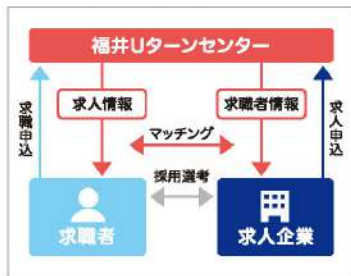 福井Uターンセンター
求人情報
求職者情報
求職申込
求人申込
マッチング
採用選考
求職者
求人企業